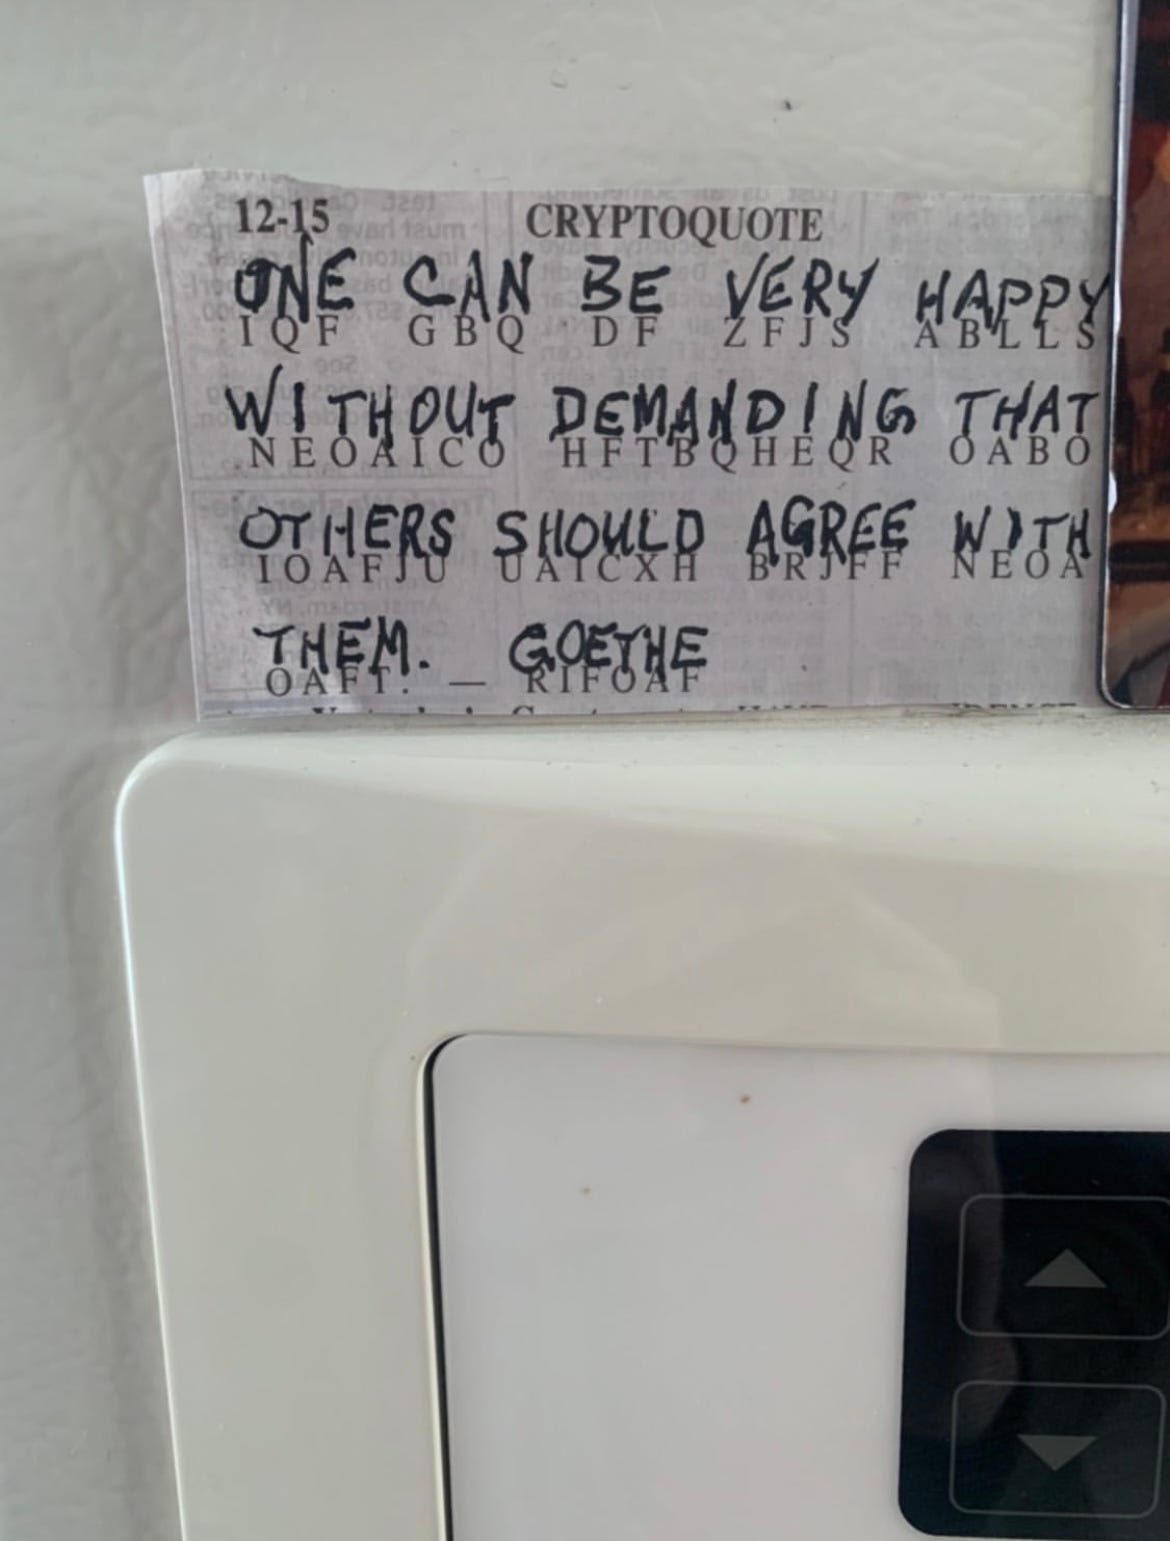 12-15 CRYPTOQUOTE
ONE CAN BE VERY HAPPY
IQF GBQ DF ZFJS ABLLS
WITHOUT DEMANDING THAT
NEOAICO HFTBQHEQR OABO
OTHERS SHOULD AGREE WITH
IOAFJU UAICXH BRJFF NEOA
THEM. GOETHE
OAFT. — RIFOAF